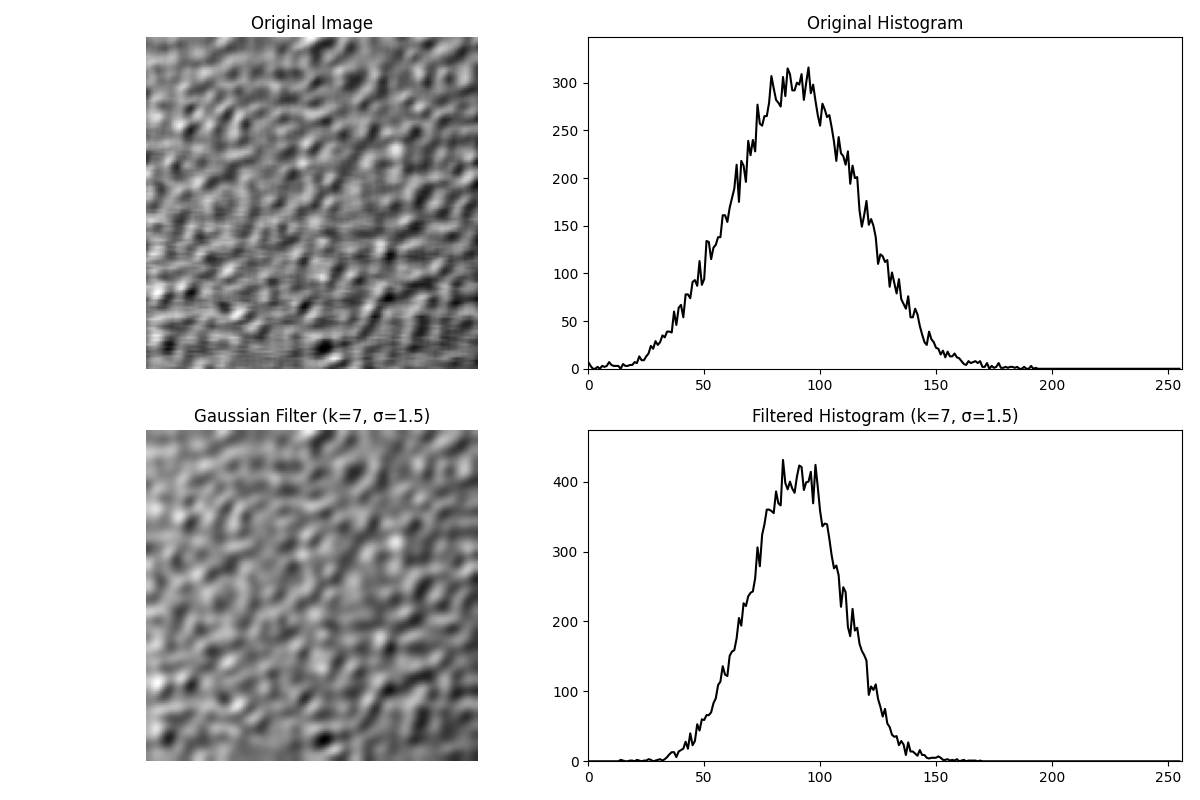 Original Image
Original Histogram
300
250
200
150
100
50
0
0 50 100 150 200 250
Gaussian Filter (k=7, σ=1.5)
Filtered Histogram (k=7, σ=1.5)
400
300
200
100
0
0 50 100 150 200 250